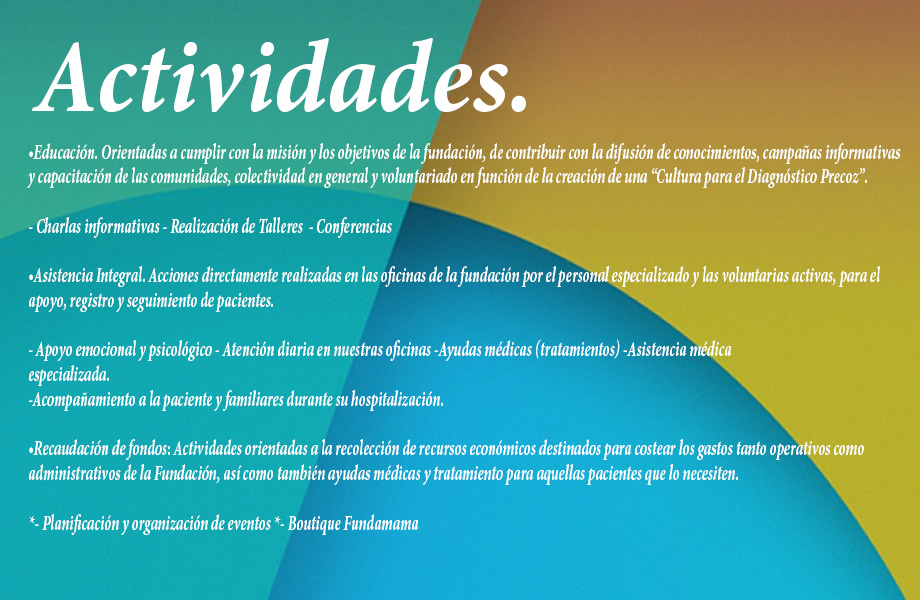 Actividades.
•Educación. Orientadas a cumplir con la misión y los objetivos de la fundación, de contribuir con la difusión de conocimientos, campañas informativas
y capacitación de las comunidades, colectividad en general y voluntariado en función de la creación de una “Cultura para el Diagnóstico Precoz”.
- Charlas informativas - Realización de Talleres - Conferencias
•Asistencia Integral. Acciones directamente realizadas en las oficinas de la fundación por el personal especializado y las voluntarias activas, para el
apoyo, registro y seguimiento de pacientes.
- Apoyo emocional y psicológico - Atención diaria en nuestras oficinas -Ayudas médicas (tratamientos) -Asistencia médica
especializada.
-Acompañamiento a la paciente y familiares durante su hospitalización.
•Recaudación de fondos: Actividades orientadas a la recolección de recursos económicos destinados para costear los gastos tanto operativos como
administrativos de la Fundación, así como también ayudas médicas y tratamiento para aquellas pacientes que lo necesiten.
*- Planificación y organización de eventos *- Boutique Fundamama